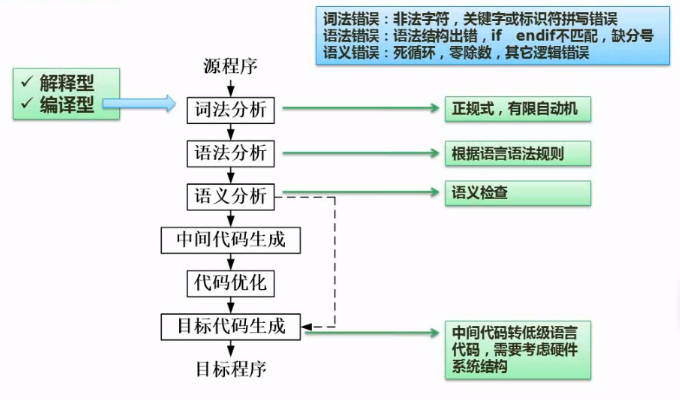 词法错误：非法字符，关键字或标识符拼写错误
语法错误：语法结构出错，if endif不匹配，缺分号
语义错误：死循环，零除数，其它逻辑错误
✓ 解释型
✓ 编译型
源程序
词法分析
正规式，有限自动机
语法分析
根据语言语法规则
语义分析
语义检查
中间代码生成
代码优化
目标代码生成
中间代码转低级语言
代码，需要考虑硬件
系统结构
目标程序